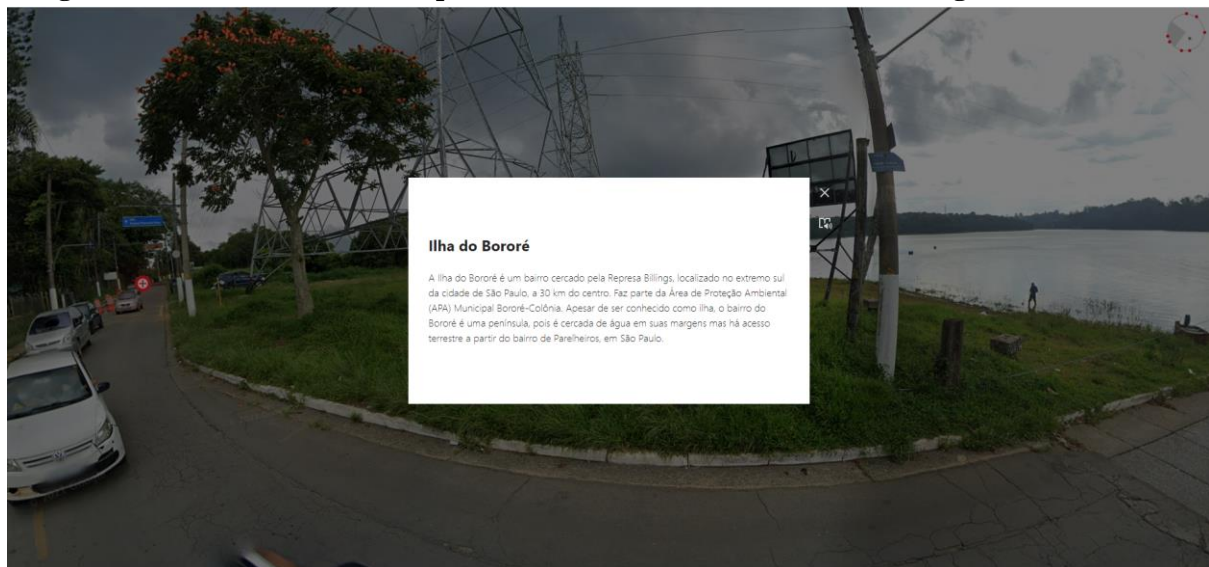 Ilha do Bororé
A Ilha do Bororé é um bairro cercado pela Represa Billings, localizado no extremo sul
da cidade de São Paulo, a 30 km do centro. Faz parte da Área de Proteção Ambiental
(APA) Municipal Bororé-Colônia. Apesar de ser conhecido como ilha, o bairro do
Bororé é uma península, pois é cercada de água em suas margens mas há acesso
terrestre a partir do bairro de Parelheiros, em São Paulo.